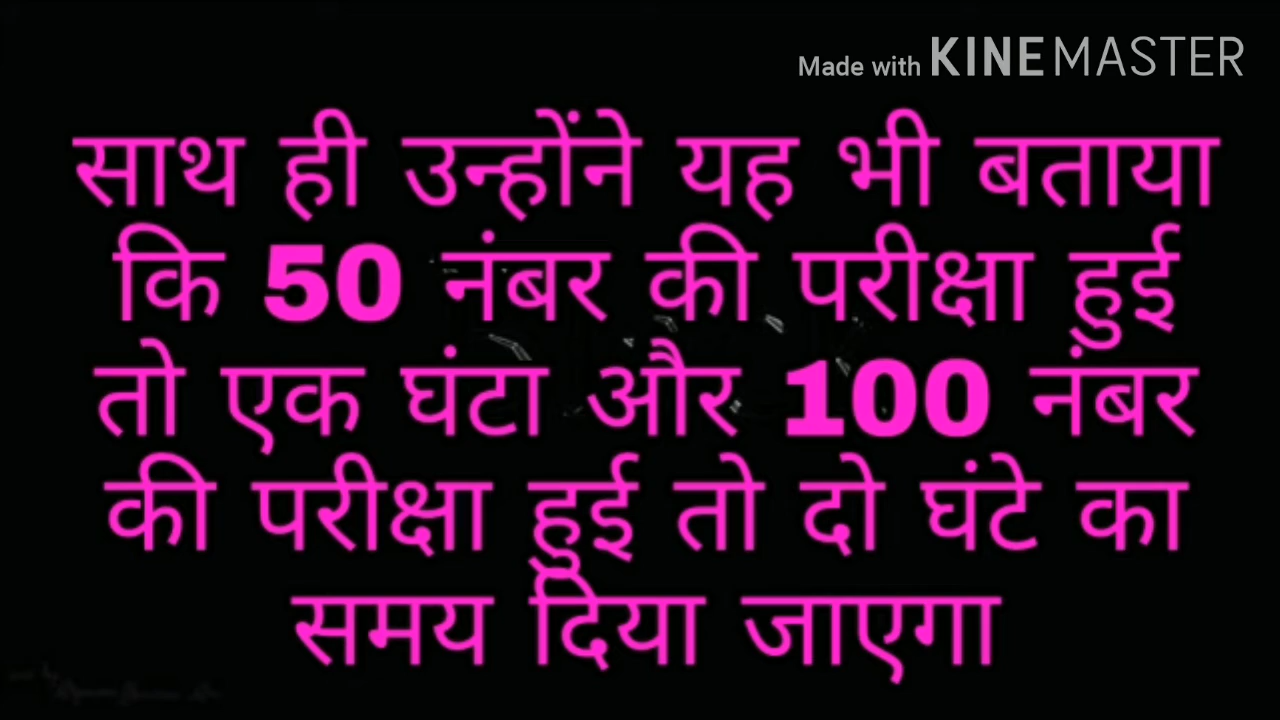 Made with KINEMASTER
साथ ही उन्होंने यह भी बताया
कि 50 नंबर की परीक्षा हुई
तो एक घंटा और 100 नंबर
की परीक्षा हुई तो दो घंटे का
समय दिया जाएगा